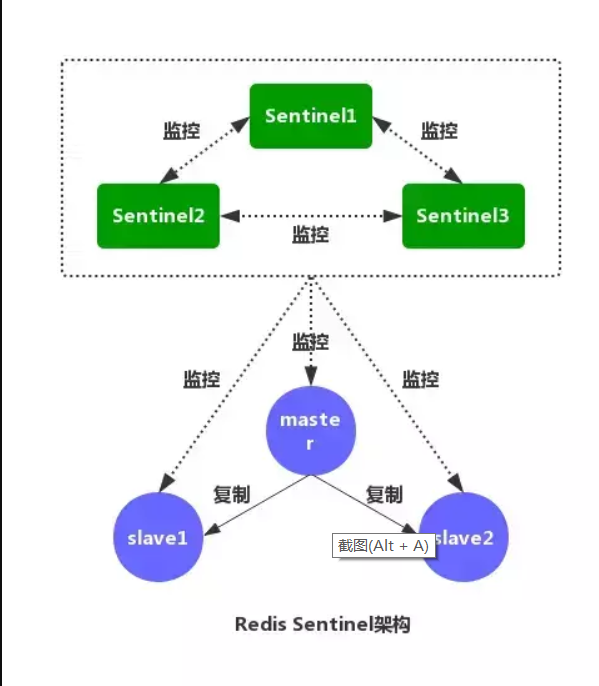 Sentinel1
监控
监控
Sentinel2
Sentinel3
监控
监控
监控
监控
maste
r
复制
复制
slave1
截图(Alt + A)
slave2
Redis Sentinel架构